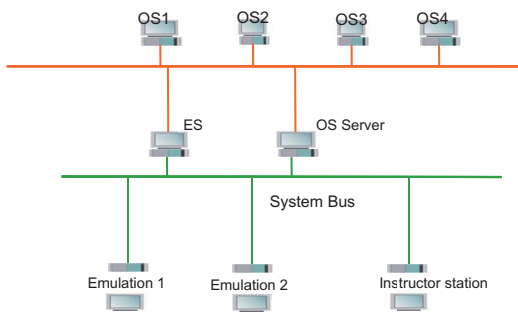 OS1
OS2
OS3
OS4
ES
OS Server
System Bus
Emulation 1
Emulation 2
Instructor station